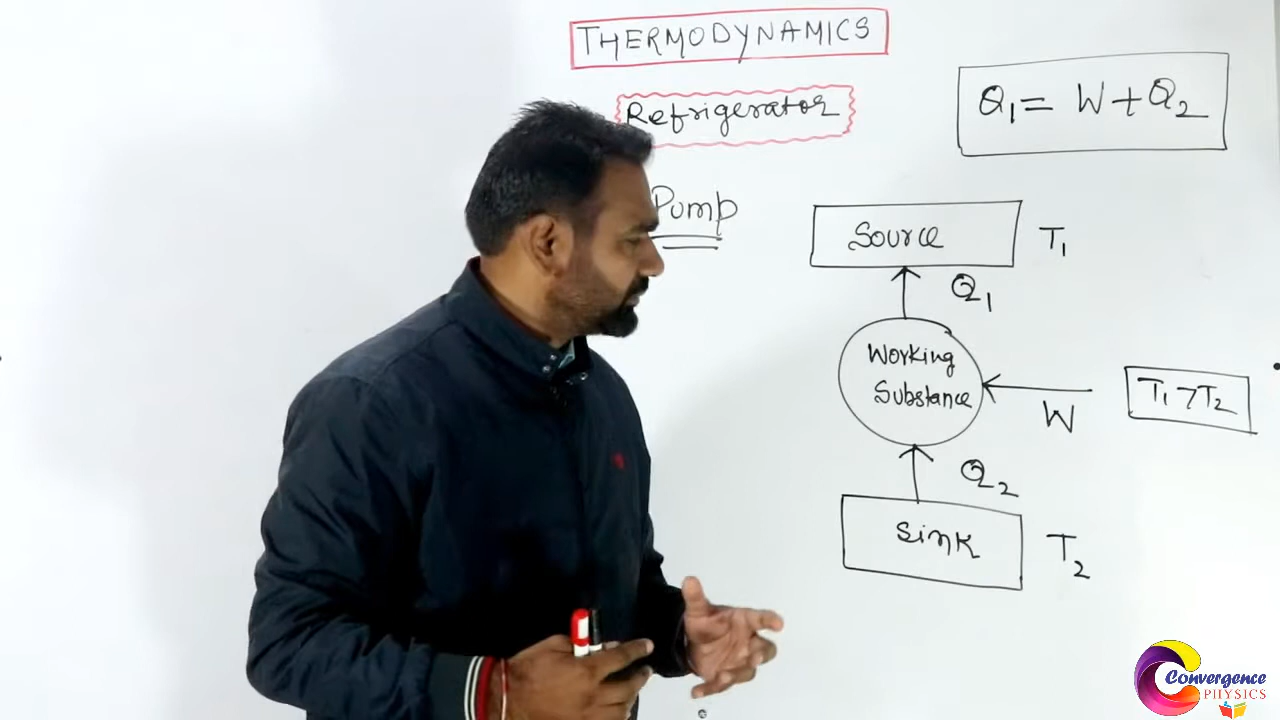 THERMODYNAMICS
Refrigerator
Pump
Q₁ = W + Q₂
Source
T₁
Q₁
Working
Substance
W
T₁ > T₂
Q₂
Sink
T₂
Convergence
PHYSICS